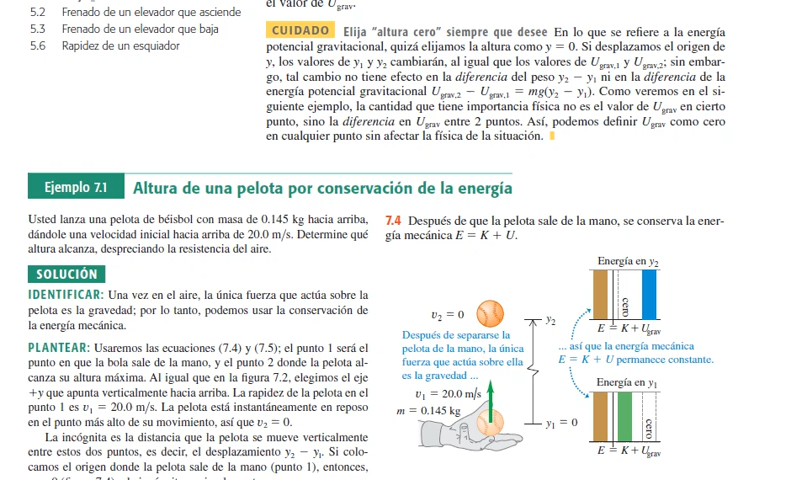 el valor de Ugrav.
5.2 Frenado de un elevador que asciende
5.3 Frenado de un elevador que baja
5.6 Rapidez de un esquiador
CUIDADO Elija "altura cero" siempre que desee En lo que se refiere a la energía
potencial gravitacional, quizá elijamos la altura como y = 0. Si desplazamos el origen de
y, los valores de y1 y y2 cambiarán, al igual que los valores de Ugrav,1 y Ugrav,2; sin embar-
go, tal cambio no tiene efecto en la diferencia del peso y2 − y1 ni en la diferencia de la
energía potencial gravitacional Ugrav,2 − Ugrav,1 = mg(y2 − y1). Como veremos en el si-
guiente ejemplo, la cantidad que tiene importancia física no es el valor de Ugrav en cierto
punto, sino la diferencia en Ugrav entre 2 puntos. Así, podemos definir Ugrav como cero
en cualquier punto sin afectar la física de la situación.
Ejemplo 7.1 Altura de una pelota por conservación de la energía
Usted lanza una pelota de béisbol con masa de 0.145 kg hacia arriba,
dándole una velocidad inicial hacia arriba de 20.0 m/s. Determine qué
altura alcanza, despreciando la resistencia del aire.
SOLUCIÓN
IDENTIFICAR: Una vez en el aire, la única fuerza que actúa sobre la
pelota es la gravedad; por lo tanto, podemos usar la conservación de
la energía mecánica.
PLANTEAR: Usaremos las ecuaciones (7.4) y (7.5); el punto 1 será el
punto en que la bola sale de la mano, y el punto 2 donde la pelota al-
canza su altura máxima. Al igual que en la figura 7.2, elegimos el eje
+y que apunta verticalmente hacia arriba. La rapidez de la pelota en el
punto 1 es v1 = 20.0 m/s. La pelota está instantáneamente en reposo
en el punto más alto de su movimiento, así que v2 = 0.
La incógnita es la distancia que la pelota se mueve verticalmente
entre estos dos puntos, es decir, el desplazamiento y2 − y1. Si colo-
camos el origen donde la pelota sale de la mano (punto 1), entonces,
7.4 Después de que la pelota sale de la mano, se conserva la ener-
gía mecánica E = K + U.
Energía en y2
cero
E = K + Ugrav
v2 = 0
y2
Después de separarse la
pelota de la mano, la única
fuerza que actúa sobre ella
es la gravedad ...
... así que la energía mecánica
E = K + U permanece constante.
v1 = 20.0 m/s
m = 0.145 kg
y1 = 0
Energía en y1
cero
E = K + Ugrav